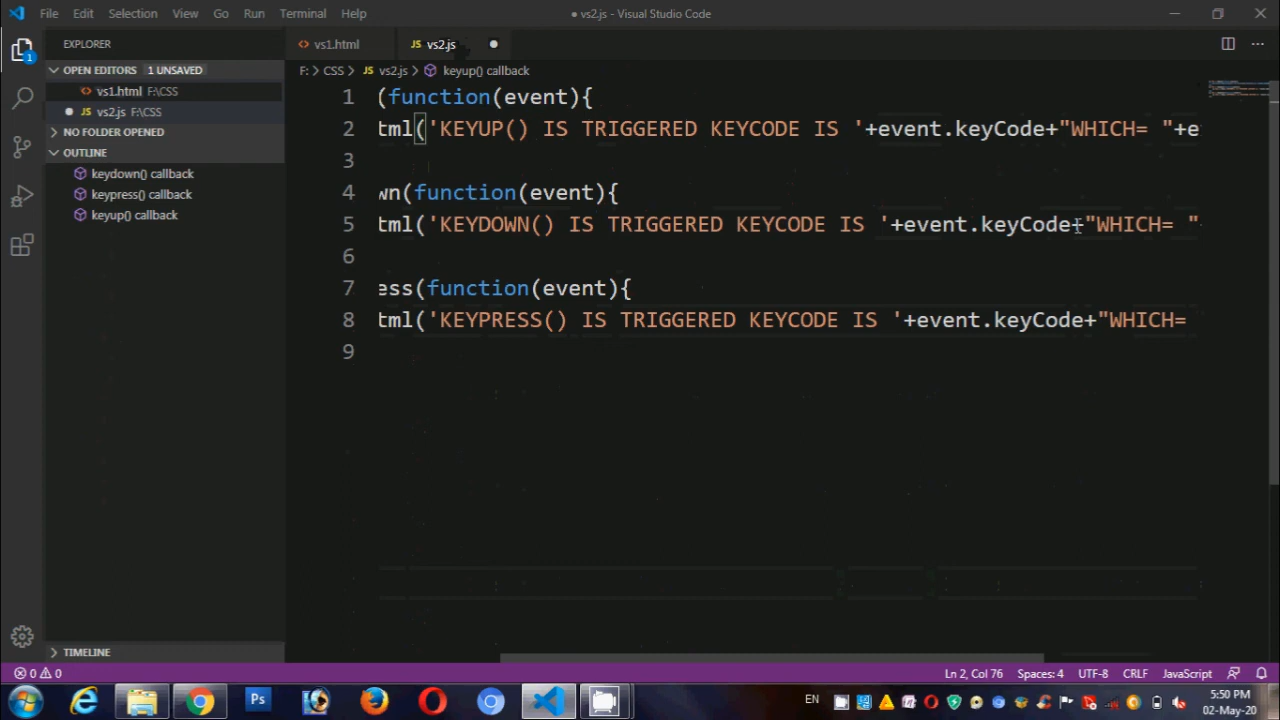 File Edit Selection View Go Run Terminal Help
● vs2.js - Visual Studio Code
EXPLORER
vs1.html
JS vs2.js
OPEN EDITORS 1 UNSAVED
vs1.html F:\CSS
vs2.js F:\CSS
NO FOLDER OPENED
OUTLINE
keydown() callback
keypress() callback
keyup() callback
F: > CSS > JS vs2.js > keyup() callback
1 (function(event){
2 tml('KEYUP() IS TRIGGERED KEYCODE IS '+event.keyCode+"WHICH= "+e
3
4 wn(function(event){
5 tml('KEYDOWN() IS TRIGGERED KEYCODE IS '+event.keyCode+"WHICH= "
6
7 ess(function(event){
8 tml('KEYPRESS() IS TRIGGERED KEYCODE IS '+event.keyCode+"WHICH=
9
1
TIMELINE
0 0
Ln 2, Col 76 Spaces: 4 UTF-8 CRLF JavaScript
Ps
EN
5:50 PM
02-May-20